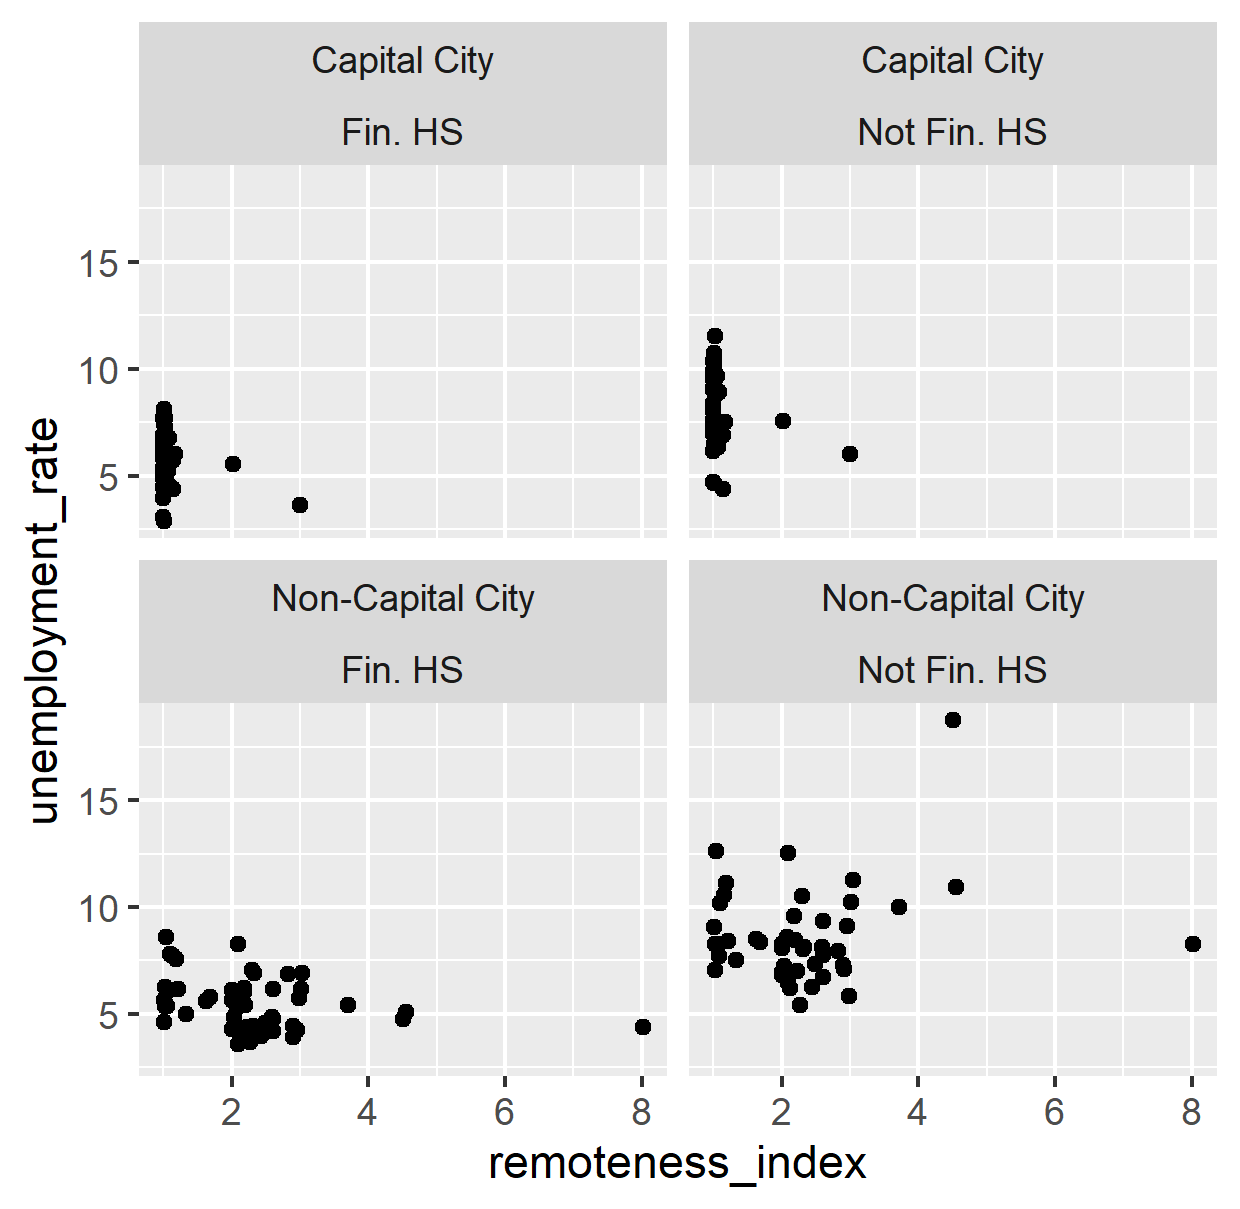 Capital City
Fin. HS
Capital City
Not Fin. HS
15
10
5
Non-Capital City
Fin. HS
Non-Capital City
Not Fin. HS
15
10
5
2 4 6 8
2 4 6 8
remoteness_index
unemployment_rate